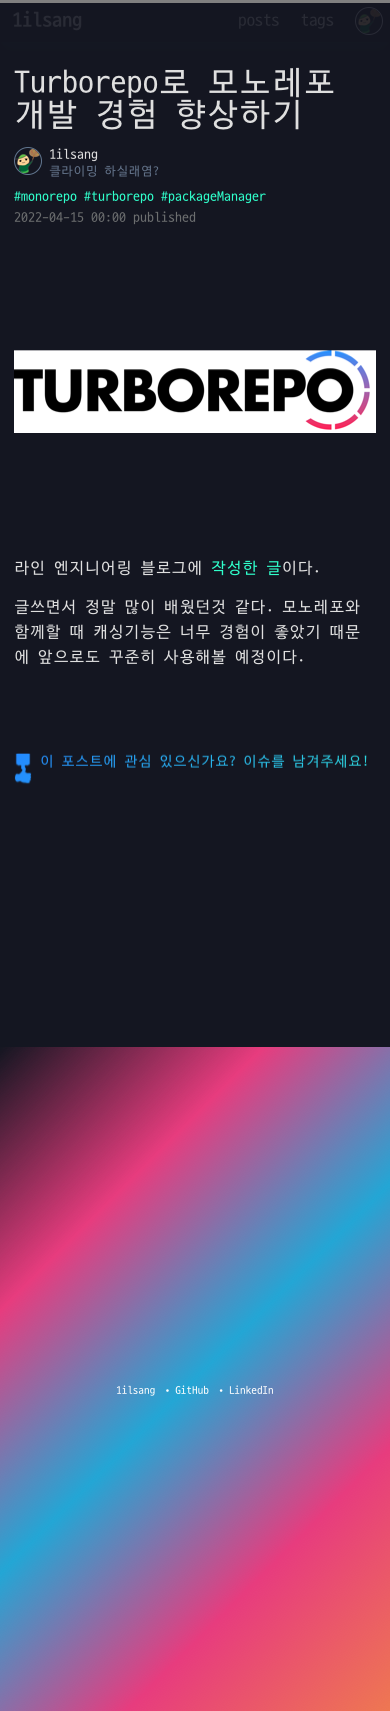 1ilsang posts tags
Turborepo로 모노레포
개발 경험 향상하기
1ilsang
클라이밍 하실래염?
#monorepo #turborepo #packageManager
2022-04-15 00:00 published
TURBOREPO
라인 엔지니어링 블로그에 작성한 글이다.
글쓰면서 정말 많이 배웠던것 같다. 모노레포와
함께할 때 캐싱기능은 너무 경험이 좋았기 때문
에 앞으로도 꾸준히 사용해볼 예정이다.
이 포스트에 관심 있으신가요? 이슈를 남겨주세요!
1ilsang • GitHub • LinkedIn